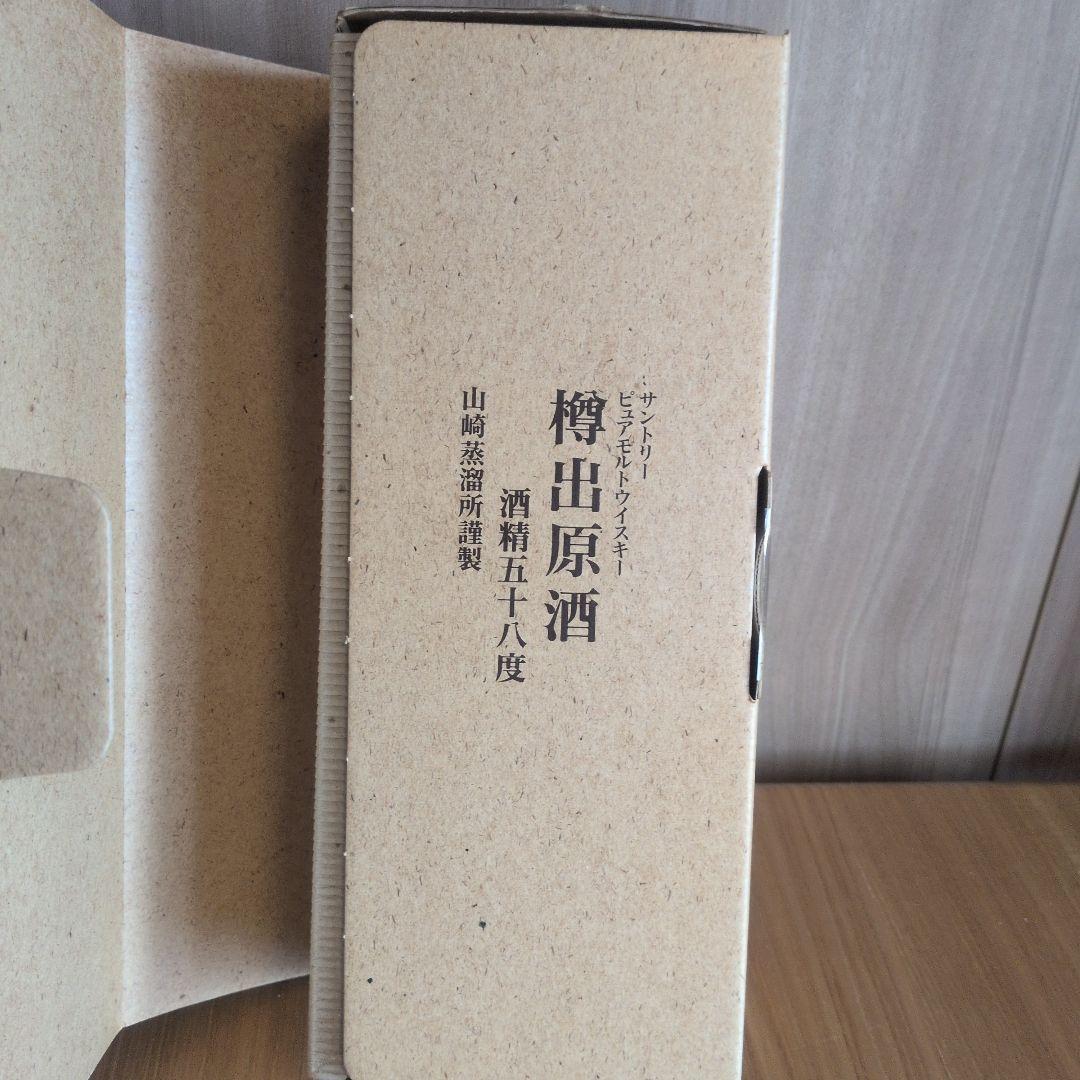 サントリー
ピュアモルトウイスキー
樽出原酒
酒精五十八度
山崎蒸溜所謹製